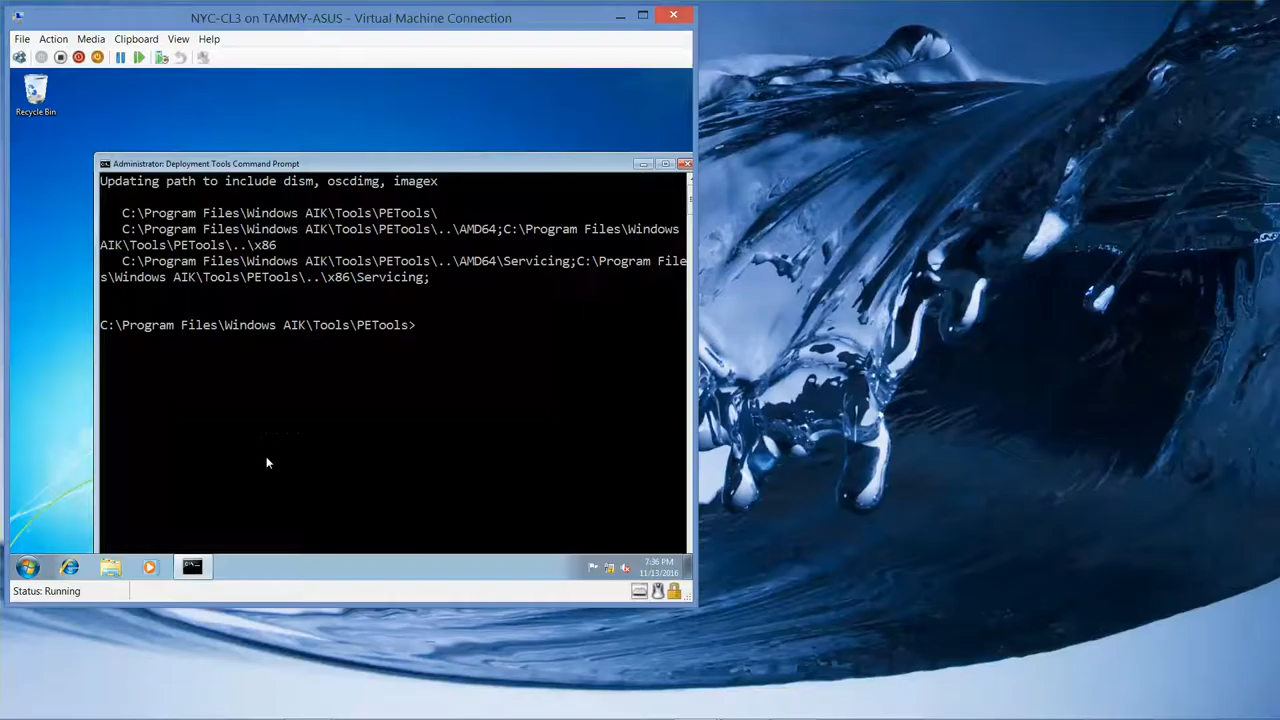 NYC-CL3 on TAMMY-ASUS - Virtual Machine Connection
File Action Media Clipboard View Help
Recycle Bin
Administrator: Deployment Tools Command Prompt
Updating path to include dism, oscdimg, imagex
C:\Program Files\Windows AIK\Tools\PETools\
C:\Program Files\Windows AIK\Tools\PETools\..\AMD64;C:\Program Files\Windows
AIK\Tools\PETools\..\x86
C:\Program Files\Windows AIK\Tools\PETools\..\AMD64\Servicing;C:\Program File
s\Windows AIK\Tools\PETools\..\x86\Servicing;
C:\Program Files\Windows AIK\Tools\PETools>
7:36 PM
11/13/2016
Status: Running